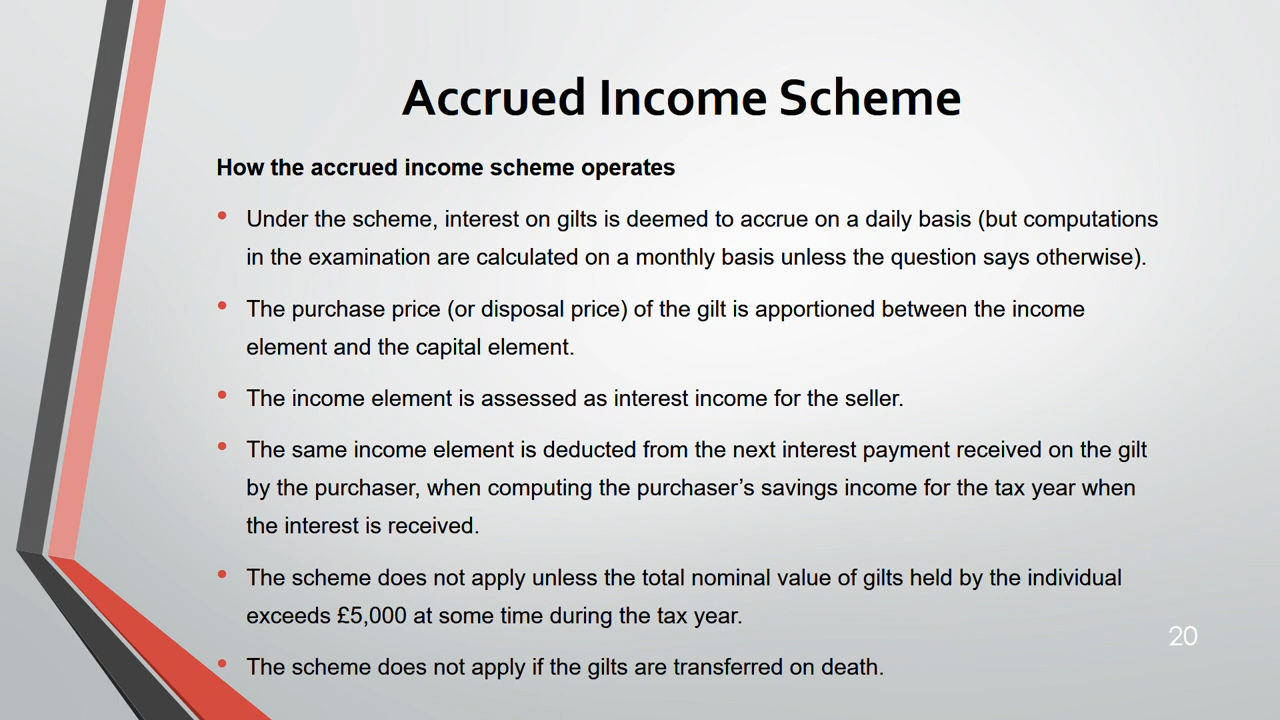 Accrued Income Scheme
How the accrued income scheme operates
• Under the scheme, interest on gilts is deemed to accrue on a daily basis (but computations
in the examination are calculated on a monthly basis unless the question says otherwise).
• The purchase price (or disposal price) of the gilt is apportioned between the income
element and the capital element.
• The income element is assessed as interest income for the seller.
• The same income element is deducted from the next interest payment received on the gilt
by the purchaser, when computing the purchaser’s savings income for the tax year when
the interest is received.
• The scheme does not apply unless the total nominal value of gilts held by the individual
exceeds £5,000 at some time during the tax year.
20
• The scheme does not apply if the gilts are transferred on death.